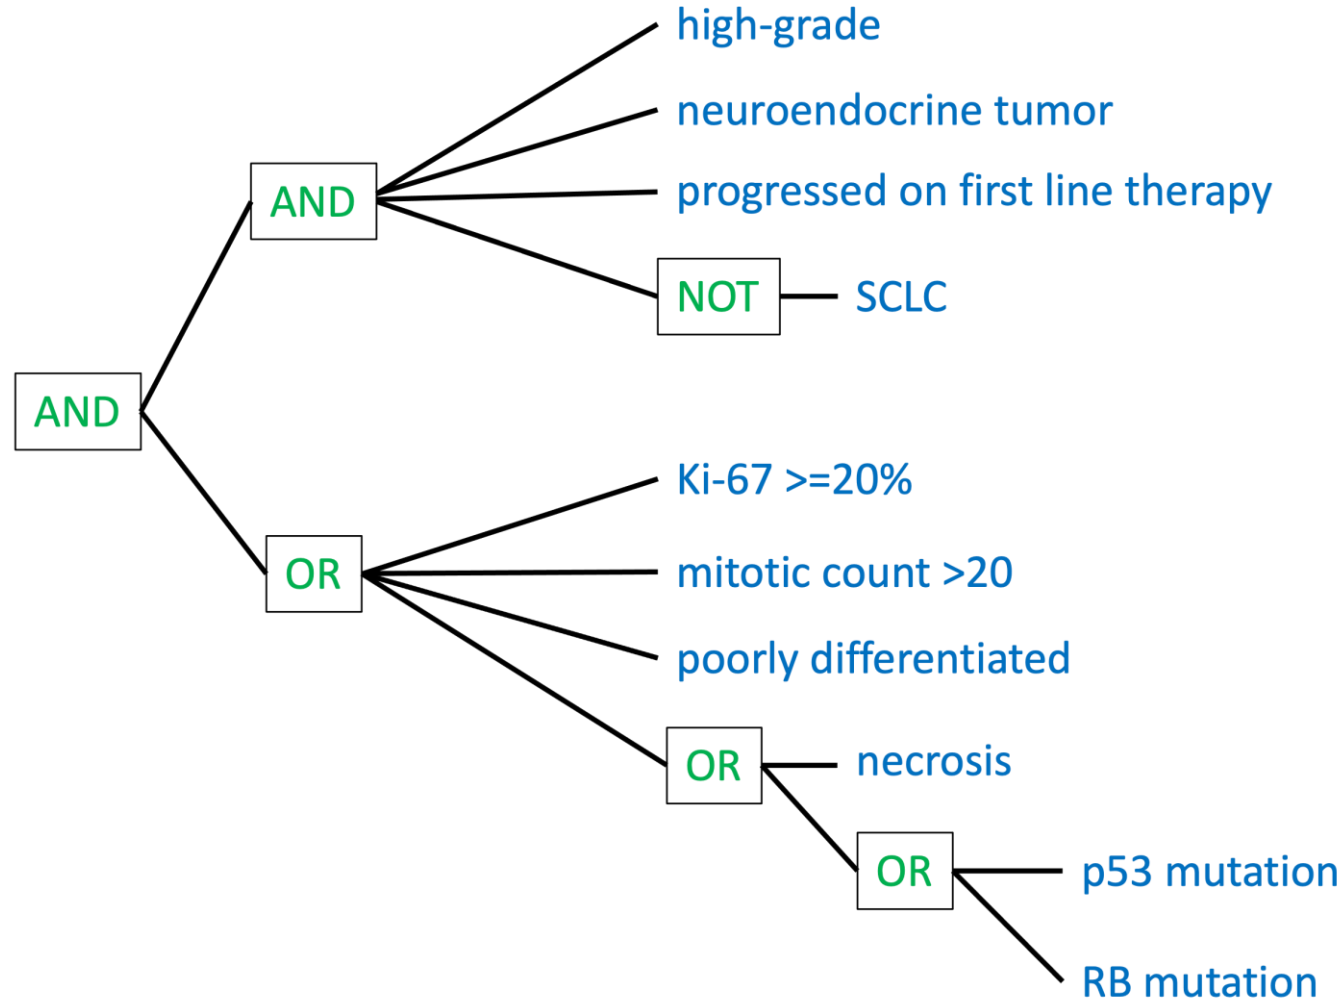 high-grade
neuroendocrine tumor
AND
progressed on first line therapy
NOT
SCLC
AND
Ki-67 >=20%
OR
mitotic count >20
poorly differentiated
OR
necrosis
OR
p53 mutation
RB mutation